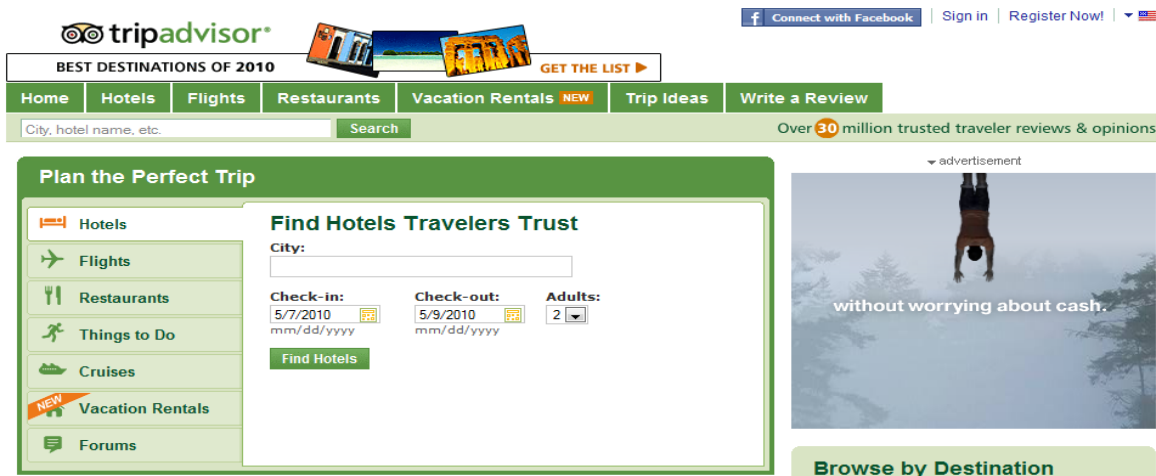 Connect with Facebook
Sign in
Register Now!
tripadvisor
BEST DESTINATIONS OF 2010
GET THE LIST
Home Hotels Flights Restaurants Vacation Rentals NEW Trip Ideas Write a Review
City, hotel name, etc.
Search
Over 30 million trusted traveler reviews & opinions
Plan the Perfect Trip
Hotels
Flights
Restaurants
Things to Do
Cruises
NEW Vacation Rentals
Forums
Find Hotels Travelers Trust
City:
Check-in: Check-out: Adults:
5/7/2010 5/9/2010 2
mm/dd/yyyy mm/dd/yyyy
Find Hotels
advertisement
without worrying about cash.
Browse by Destination